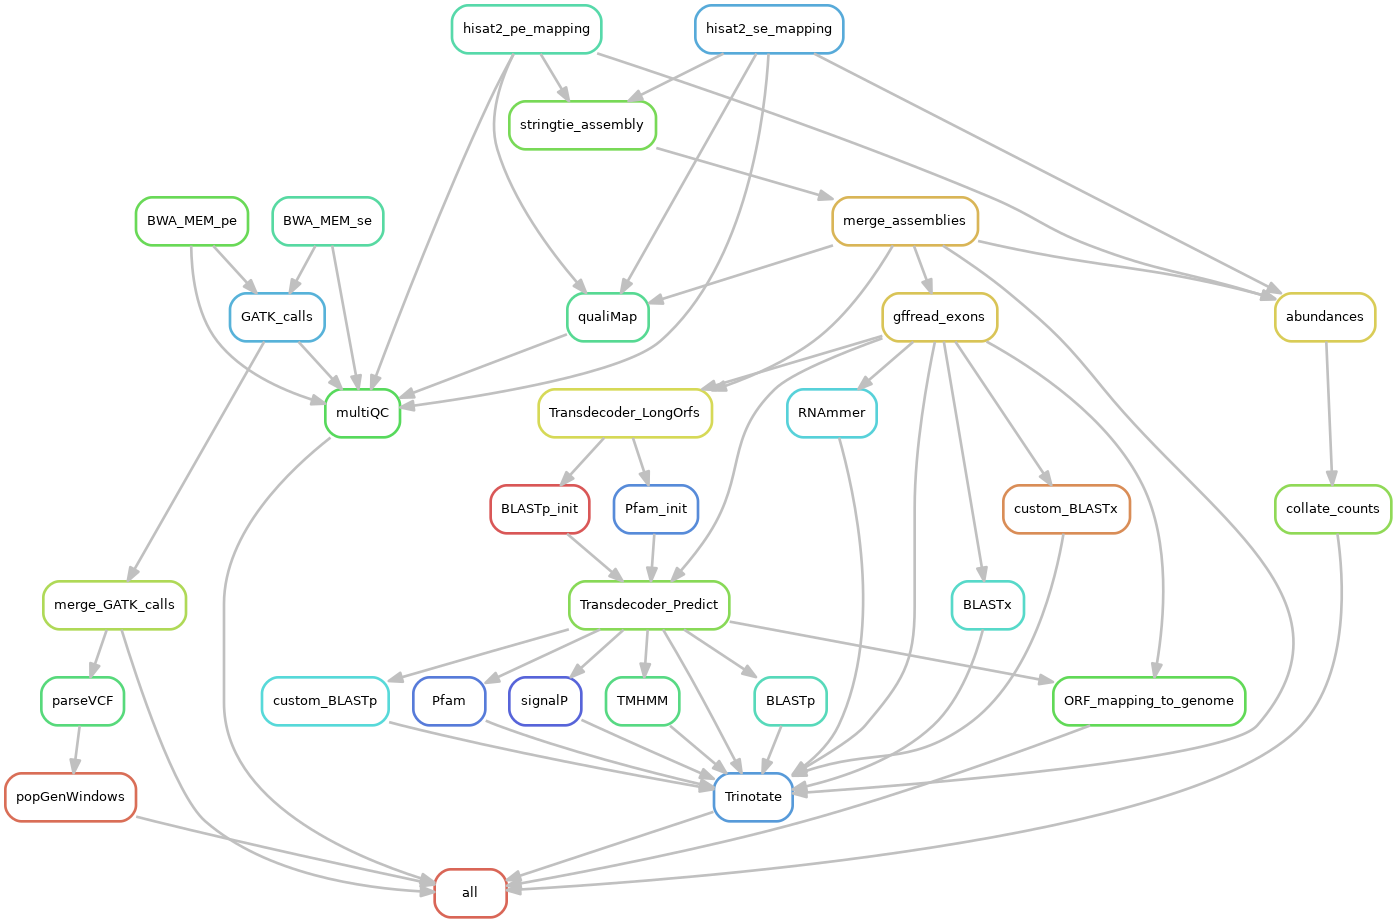 hisat2_pe_mapping
hisat2_se_mapping
stringtie_assembly
BWA_MEM_pe
BWA_MEM_se
merge_assemblies
GATK_calls
qualiMap
gffread_exons
abundances
multiQC
Transdecoder_LongOrfs
RNAmmer
BLASTp_init
Pfam_init
custom_BLASTx
collate_counts
merge_GATK_calls
Transdecoder_Predict
BLASTx
parseVCF
custom_BLASTp
Pfam
signalP
TMHMM
BLASTp
ORF_mapping_to_genome
popGenWindows
Trinotate
all